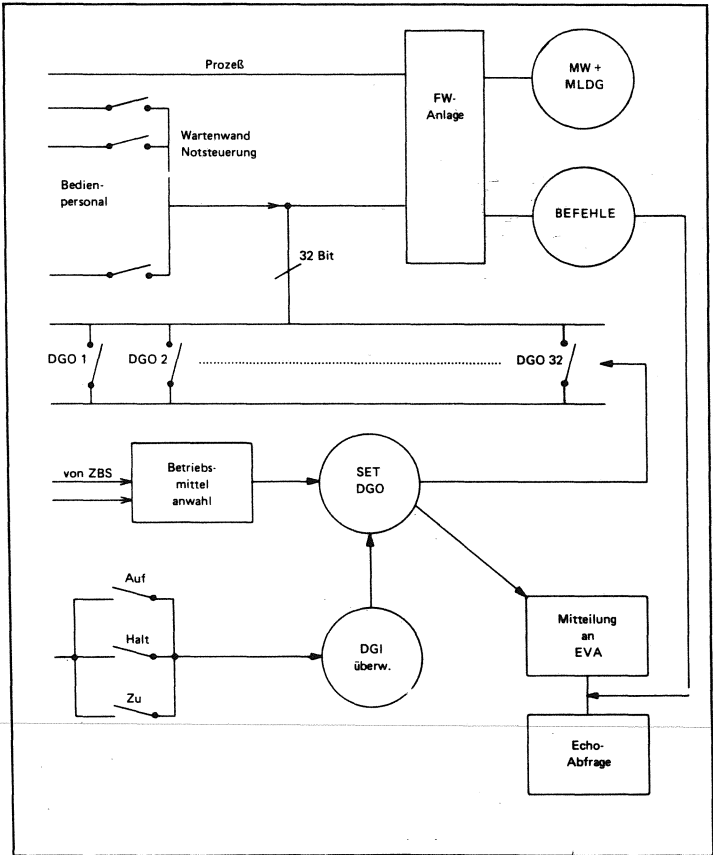 Prozeß
MW +
MLDG
FW-
Anlage
Wartenwand
Notsteuerung
Bedien-
personal
BEFEHLE
32 Bit
DGO 1
DGO 2
DGO 32
von ZBS
Betriebs-
mittel
anwahl
SET
DGO
Auf
Halt
Zu
DGI
überw.
Mitteilung
an
EVA
Echo-
Abfrage